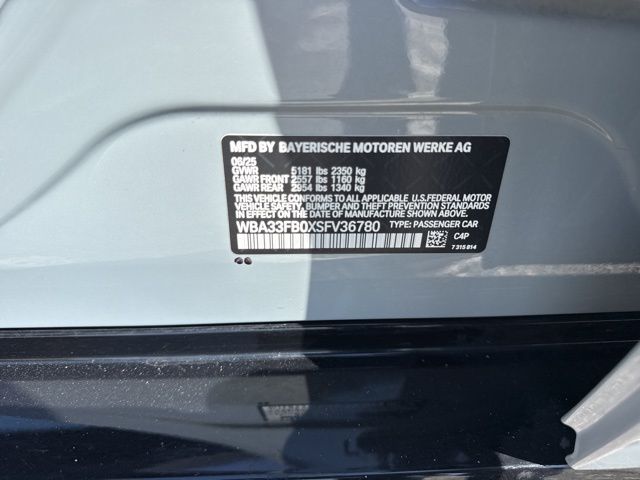 MFD BY BAYERISCHE MOTOREN WERKE AG
06/25
GVWR 5181 lbs 2350 kg
GAWR FRONT 2557 lbs 1160 kg
GAWR REAR 2954 lbs 1340 kg
THIS VEHICLE CONFORMS TO ALL APPLICABLE U.S.FEDERAL MOTOR
VEHICLE SAFETY, BUMPER AND THEFT PREVENTION STANDARDS
IN EFFECT ON THE DATE OF MANUFACTURE SHOWN ABOVE.
WBA33FB0XSFV36780 TYPE: PASSENGER CAR
C4P
7 315 814